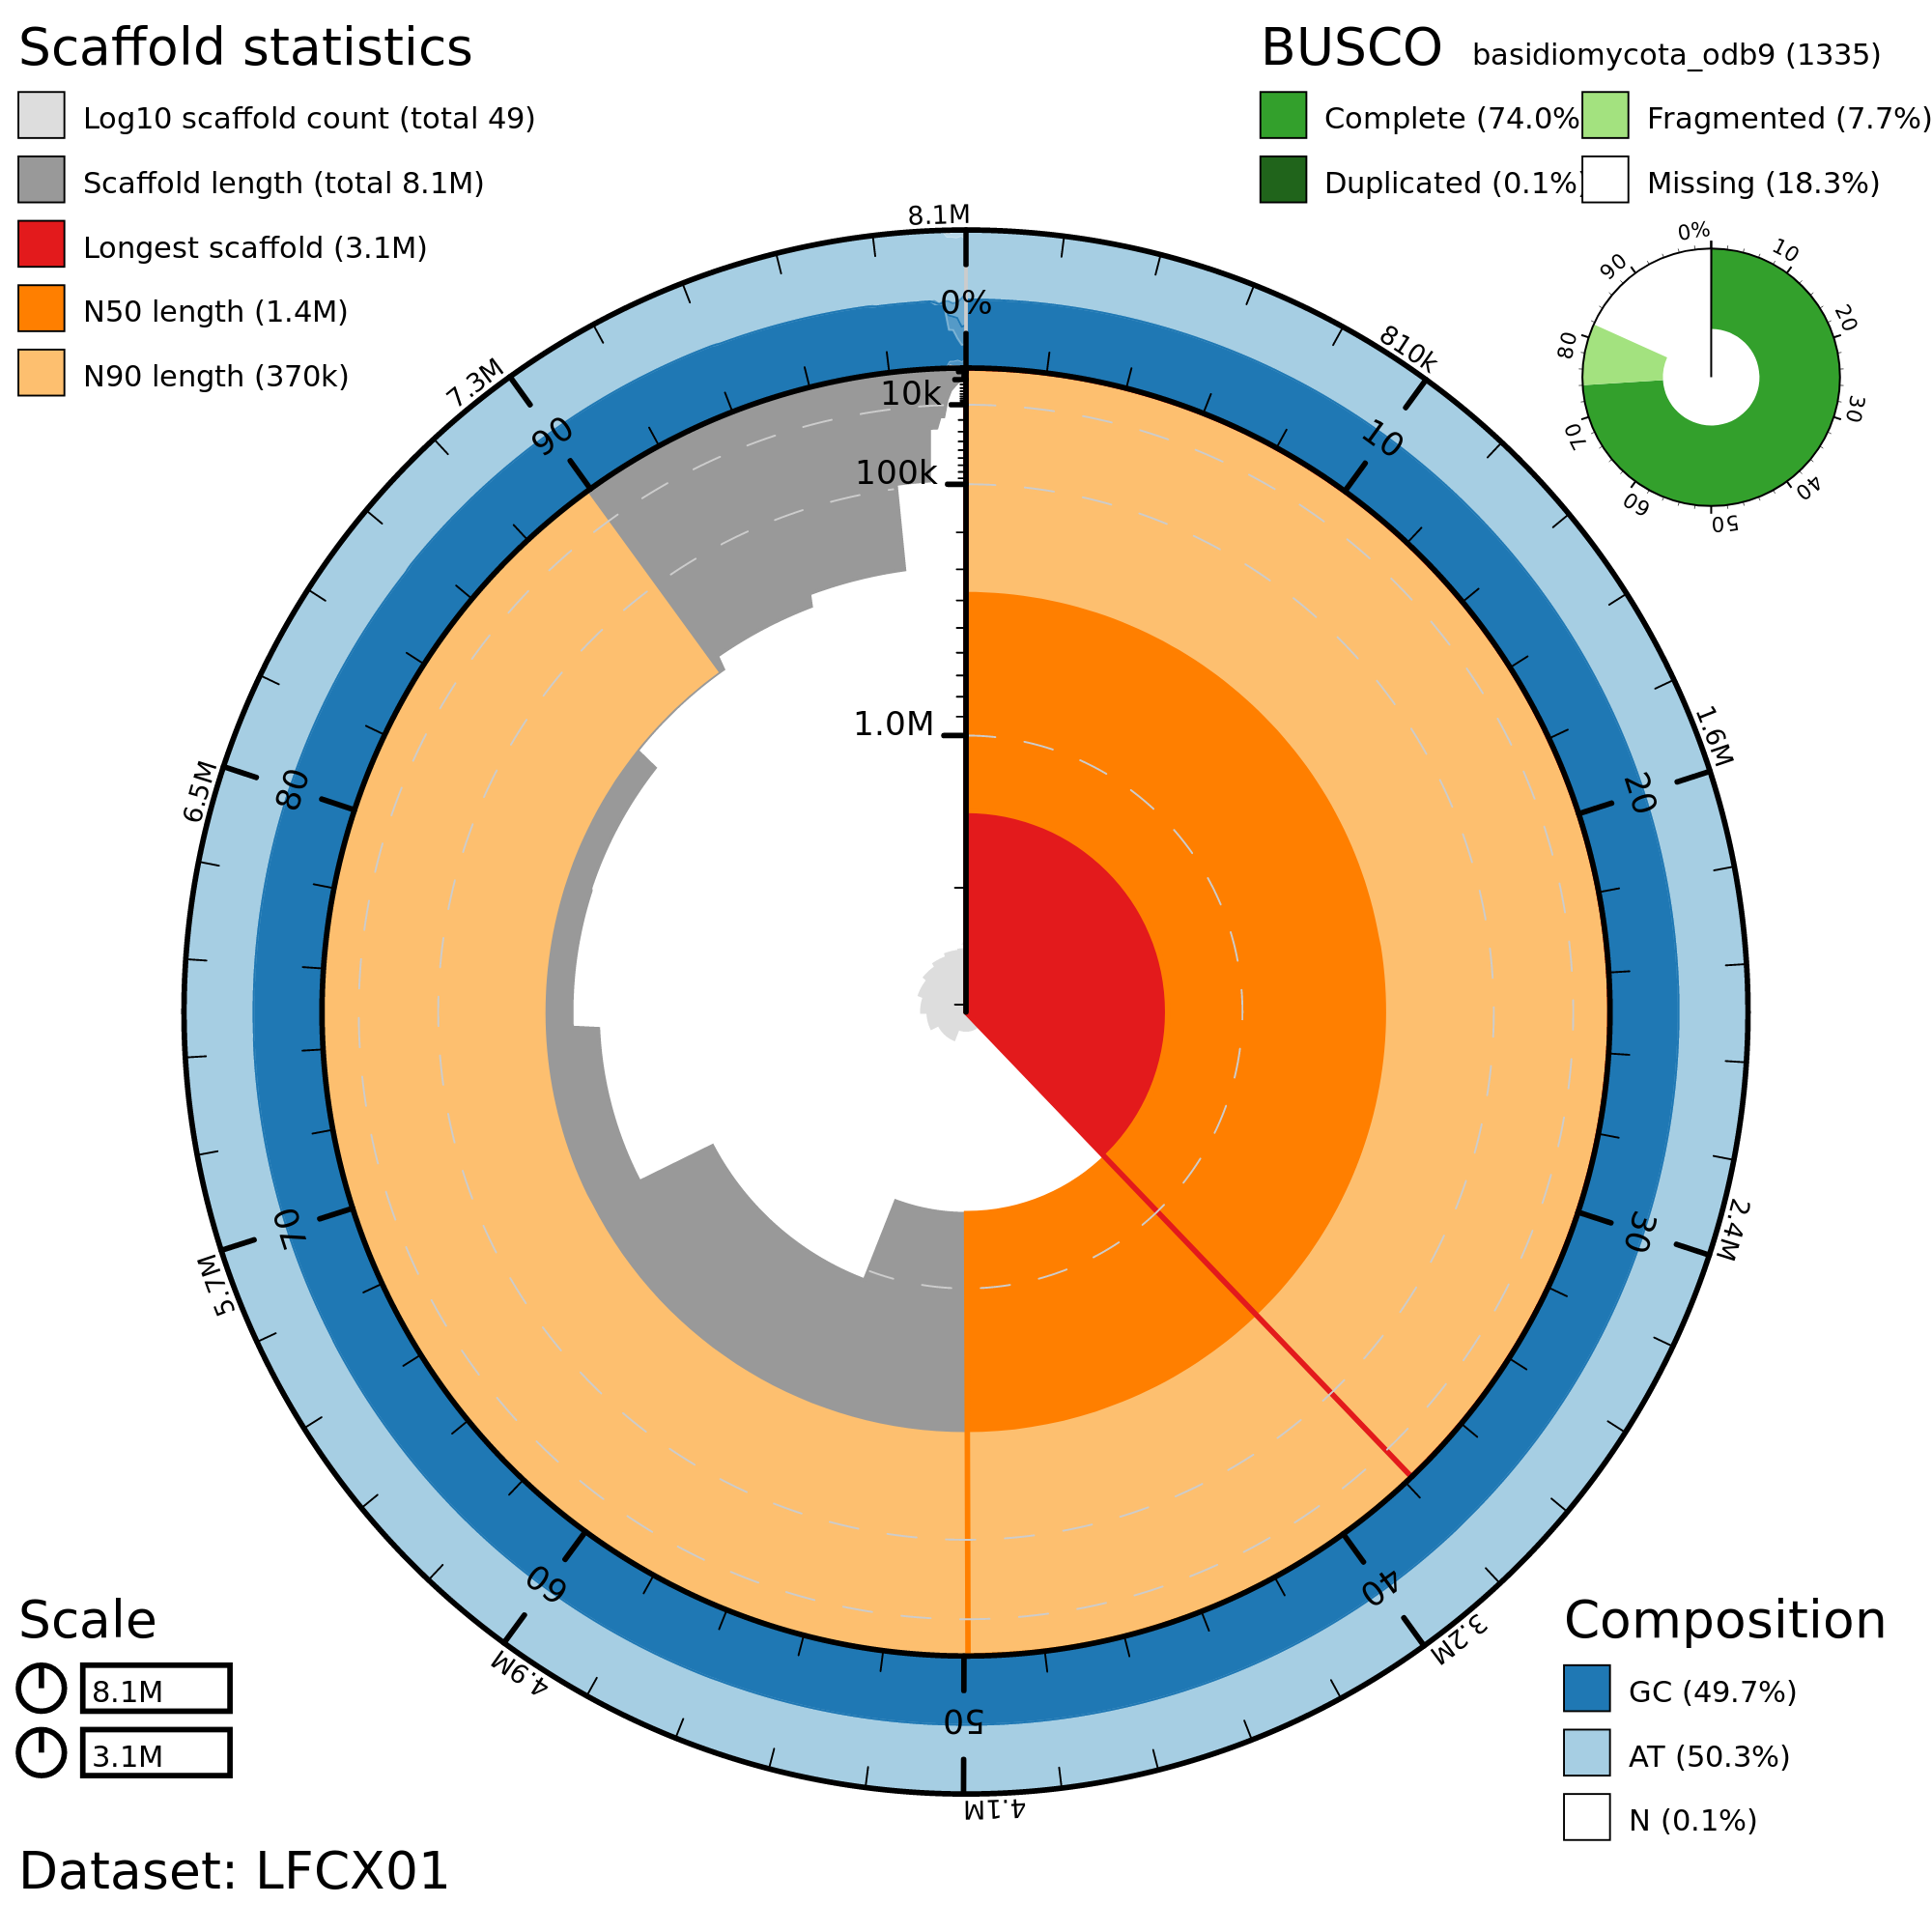 Scaffold statistics
Log10 scaffold count (total 49)
Scaffold length (total 8.1M)
Longest scaffold (3.1M)
N50 length (1.4M)
N90 length (370k)
BUSCO basidiomycota_odb9 (1335)
Complete (74.0% Fragmented (7.7%)
Duplicated (0.1%) Missing (18.3%)
0%
10
20
30
40
50
60
70
80
90
8.1M
810k
1.6M
2.4M
3.2M
4.1M
4.9M
5.7M
6.5M
7.3M
0%
10
20
30
40
50
60
70
80
90
10k
100k
1.0M
Scale
8.1M
3.1M
Composition
GC (49.7%)
AT (50.3%)
N (0.1%)
Dataset: LFCX01